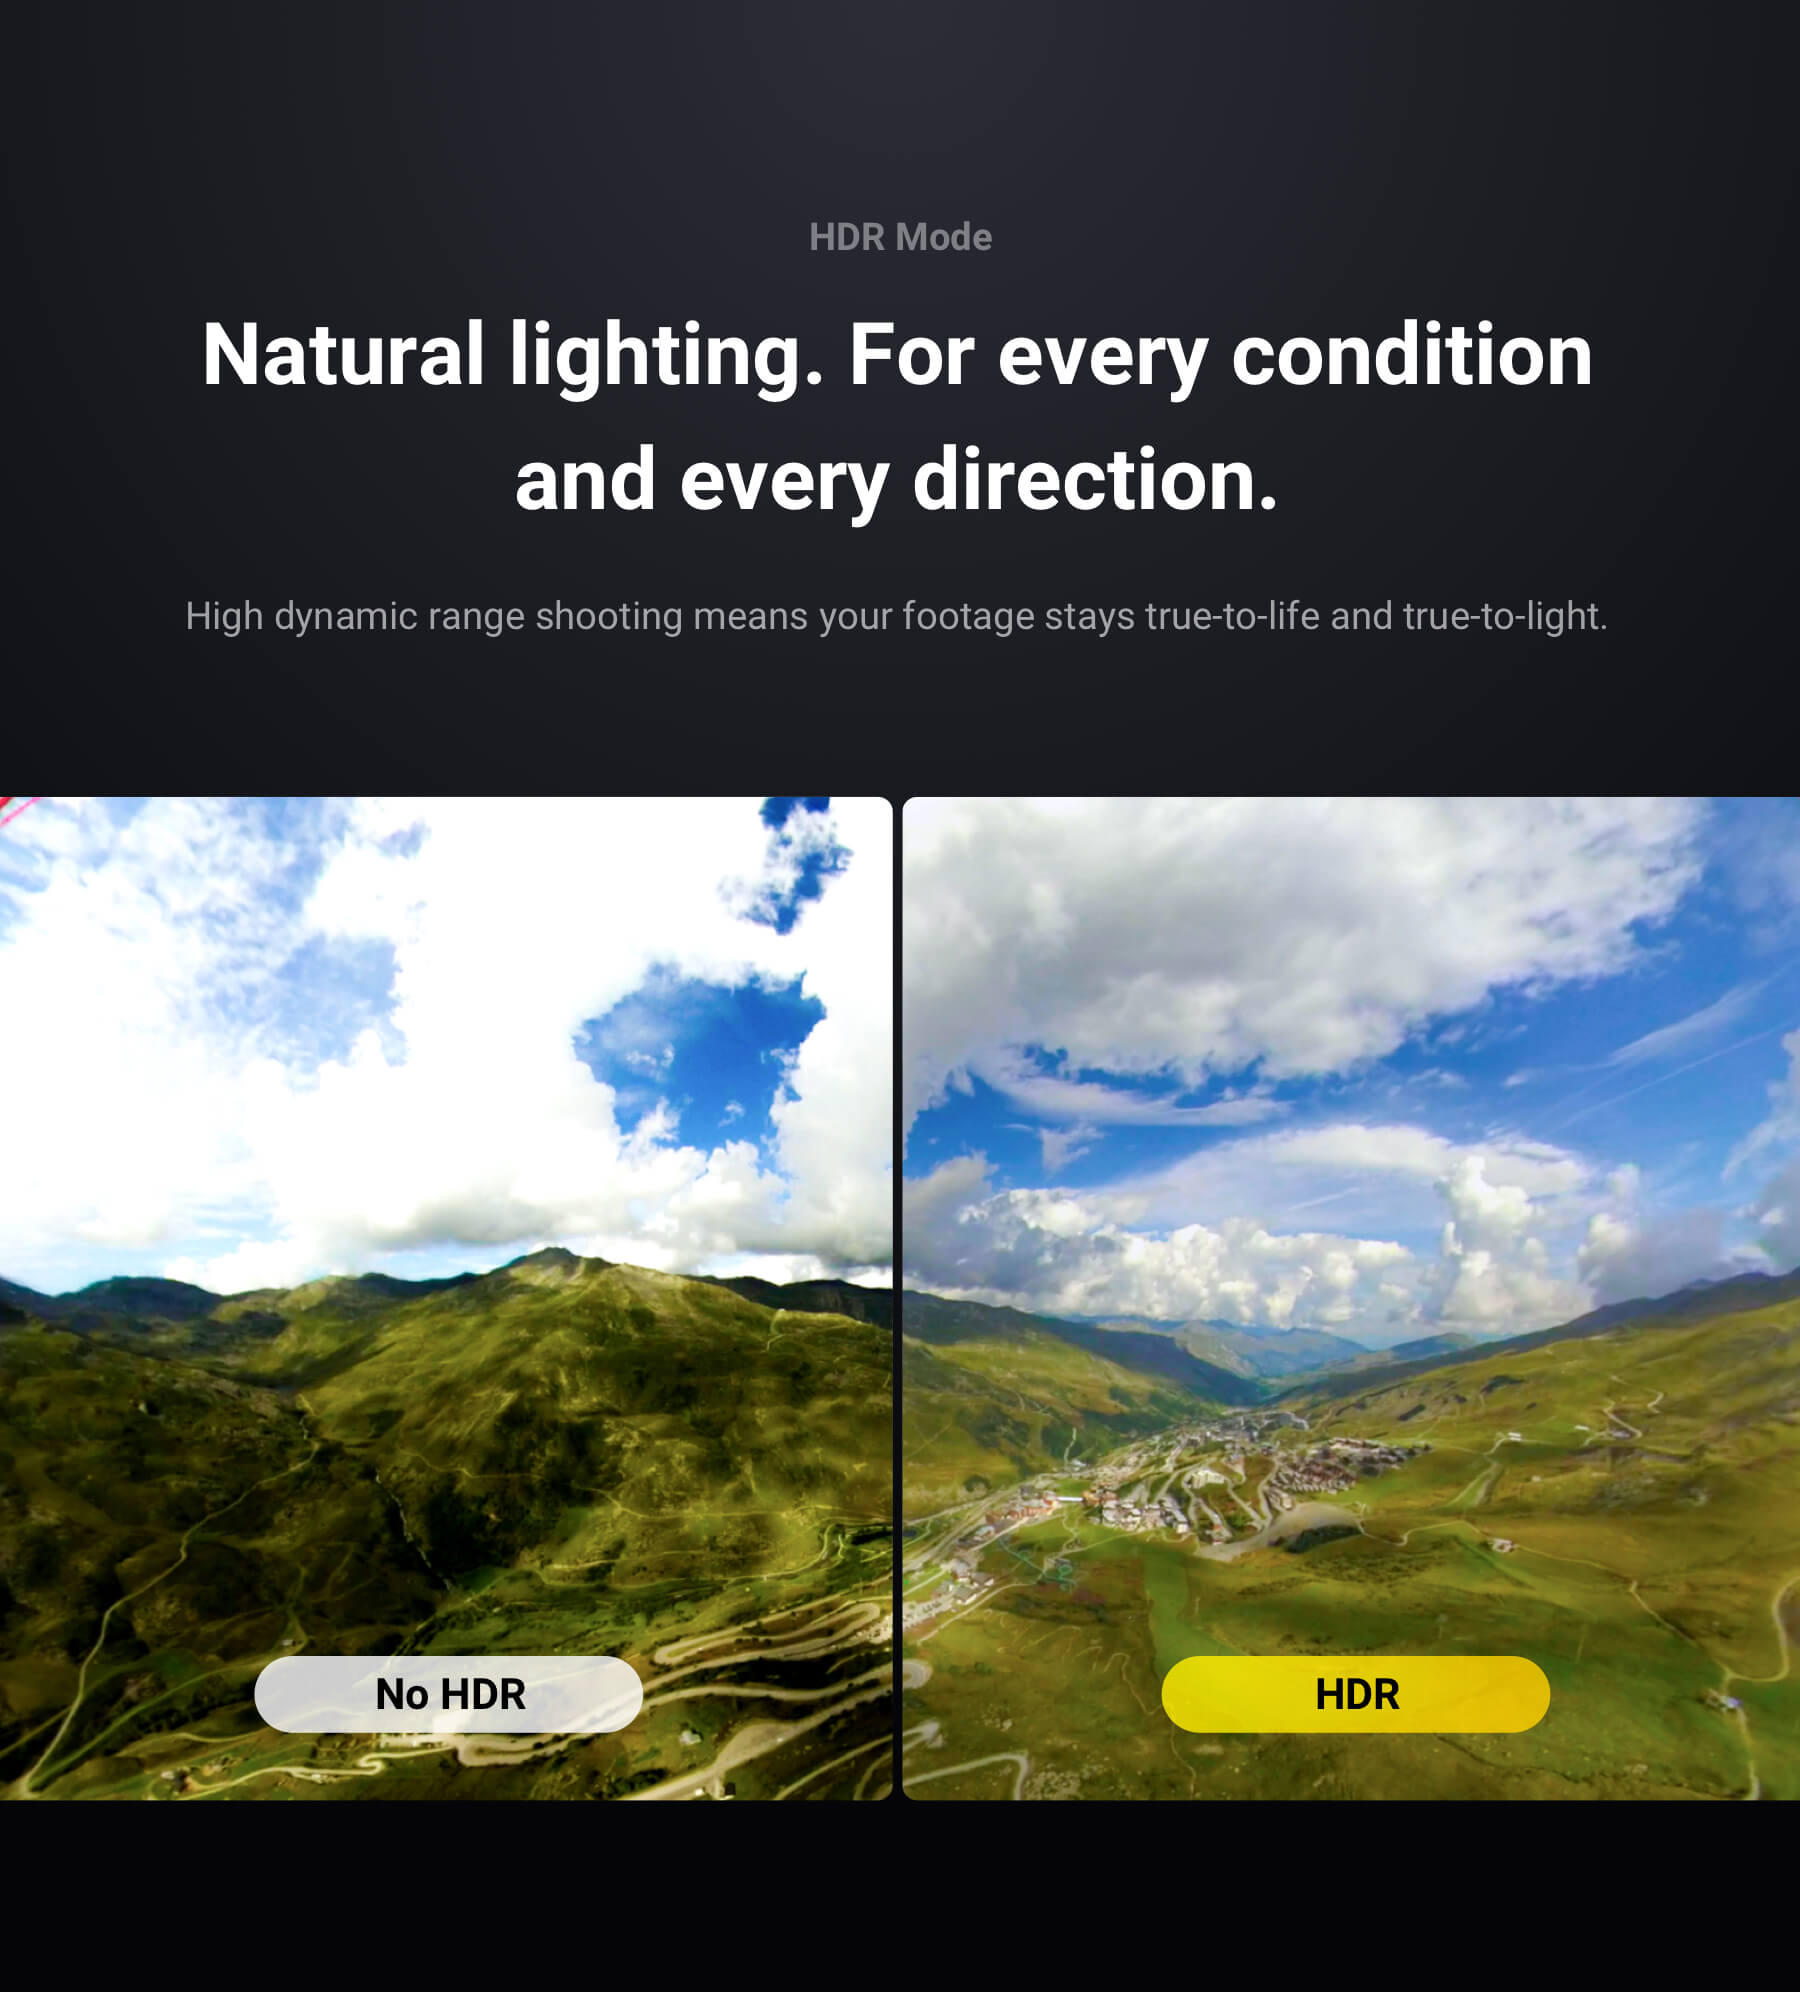 HDR Mode
Natural lighting. For every condition
and every direction.
High dynamic range shooting means your footage stays true-to-life and true-to-light.
No HDR
HDR